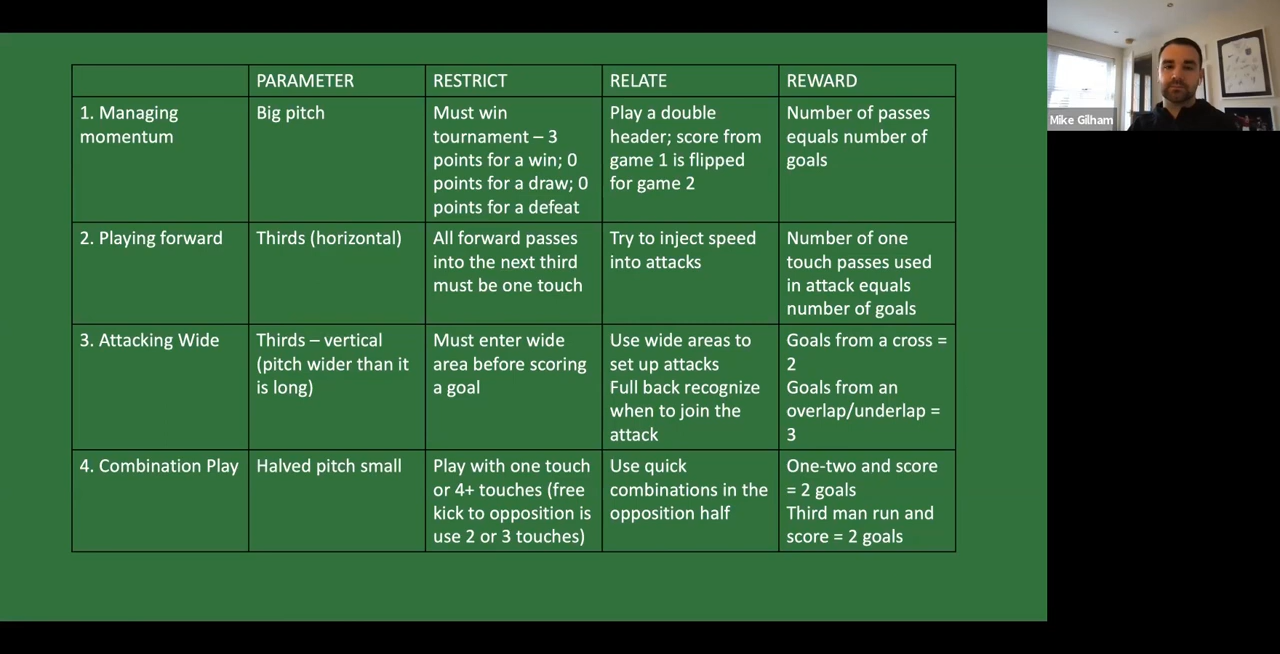 PARAMETER
RESTRICT
RELATE
REWARD
1. Managing
momentum
Big pitch
Must win
tournament – 3
points for a win; 0
points for a draw; 0
points for a defeat
Play a double
header; score from
game 1 is flipped
for game 2
Number of passes
equals number of
goals
2. Playing forward
Thirds (horizontal)
All forward passes
into the next third
must be one touch
Try to inject speed
into attacks
Number of one
touch passes used
in attack equals
number of goals
3. Attacking Wide
Thirds – vertical
(pitch wider than it
is long)
Must enter wide
area before scoring
a goal
Use wide areas to
set up attacks
Full back recognize
when to join the
attack
Goals from a cross =
2
Goals from an
overlap/underlap =
3
4. Combination Play
Halved pitch small
Play with one touch
or 4+ touches (free
kick to opposition is
use 2 or 3 touches)
Use quick
combinations in the
opposition half
One-two and score
= 2 goals
Third man run and
score = 2 goals
Mike Gilham